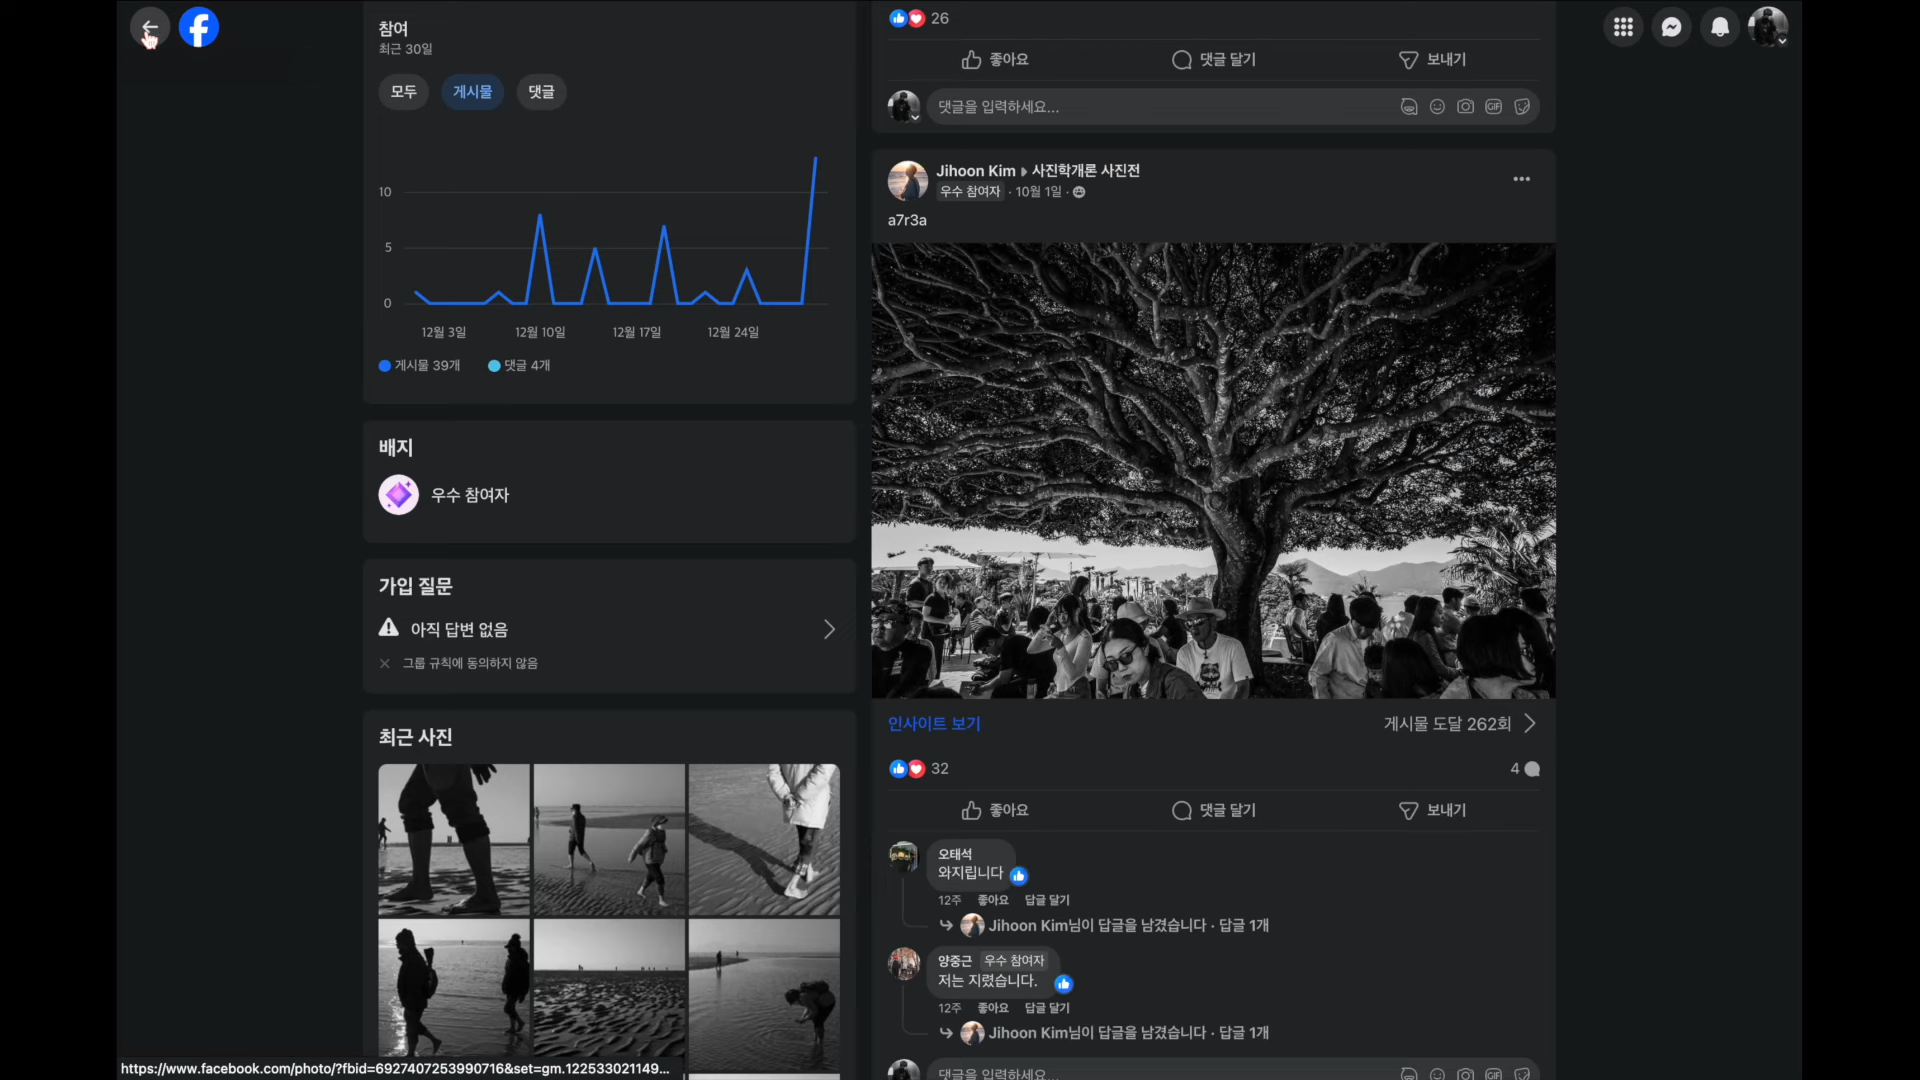 참여
최근 30일
모두
게시물
댓글
10
5
0
12월 3일
12월 10일
12월 17일
12월 24일
게시물 39개
댓글 4개
배지
우수 참여자
가입 질문
아직 답변 없음
그룹 규칙에 동의하지 않음
최근 사진
https://www.facebook.com/photo/?fbid=6927407253990716&set=gm.122533021149...
26
좋아요
댓글 달기
보내기
댓글을 입력하세요...
GIF
Jihoon Kim 사진학개론 사진전
우수 참여자 · 10월 1일 ·
a7r3a
인사이트 보기
게시물 도달 262회
32
4
좋아요
댓글 달기
보내기
오태석
와지립니다
12주 좋아요 답글 달기
Jihoon Kim님이 답글을 남겼습니다 · 답글 1개
양중근 우수 참여자
저는 지렸습니다.
12주 좋아요 답글 달기
Jihoon Kim님이 답글을 남겼습니다 · 답글 1개
댓글을 입력하세요...
GIF